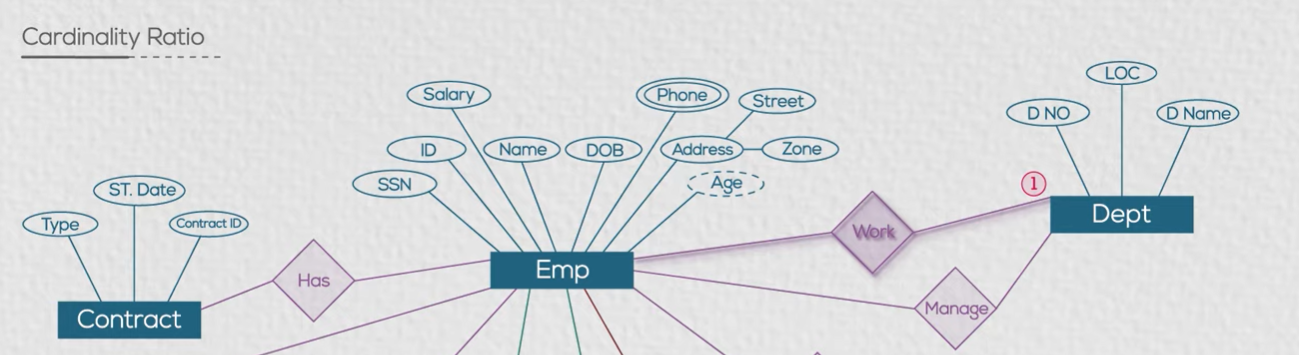 Cardinality Ratio
LOC
Salary
Phone
Street
D NO
D Name
ID
Name
DOB
Address
Zone
SSN
Age
ST. Date
Type
Contract ID
1
Dept
Work
Emp
Has
Manage
Contract